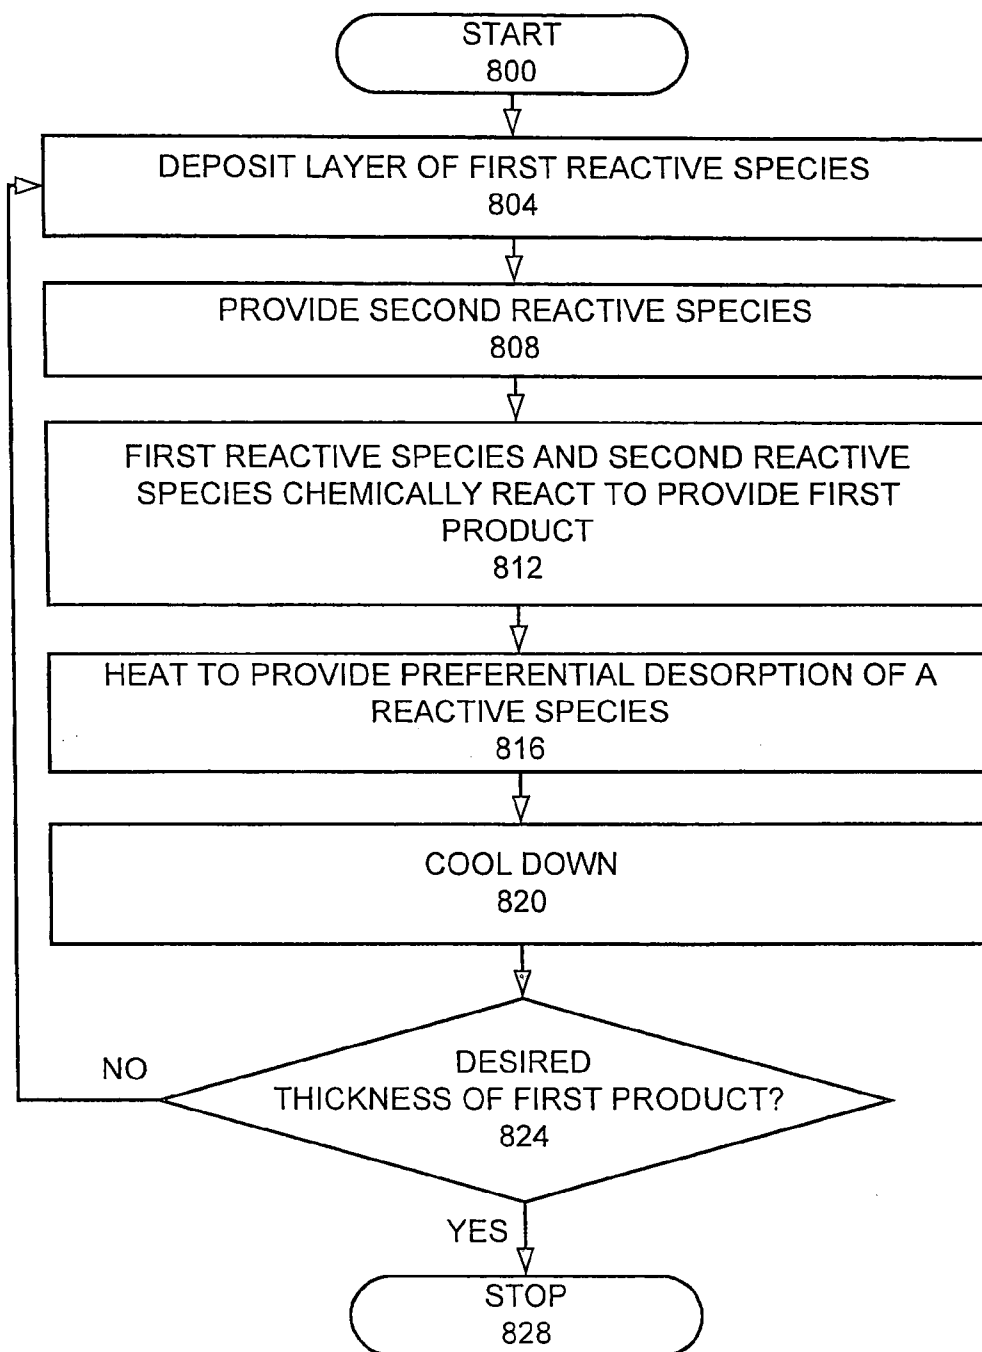 START
800
DEPOSIT LAYER OF FIRST REACTIVE SPECIES
804
PROVIDE SECOND REACTIVE SPECIES
808
FIRST REACTIVE SPECIES AND SECOND REACTIVE
SPECIES CHEMICALLY REACT TO PROVIDE FIRST
PRODUCT
812
HEAT TO PROVIDE PREFERENTIAL DESORPTION OF A
REACTIVE SPECIES
816
COOL DOWN
820
NO
DESIRED
THICKNESS OF FIRST PRODUCT?
824
YES
STOP
828